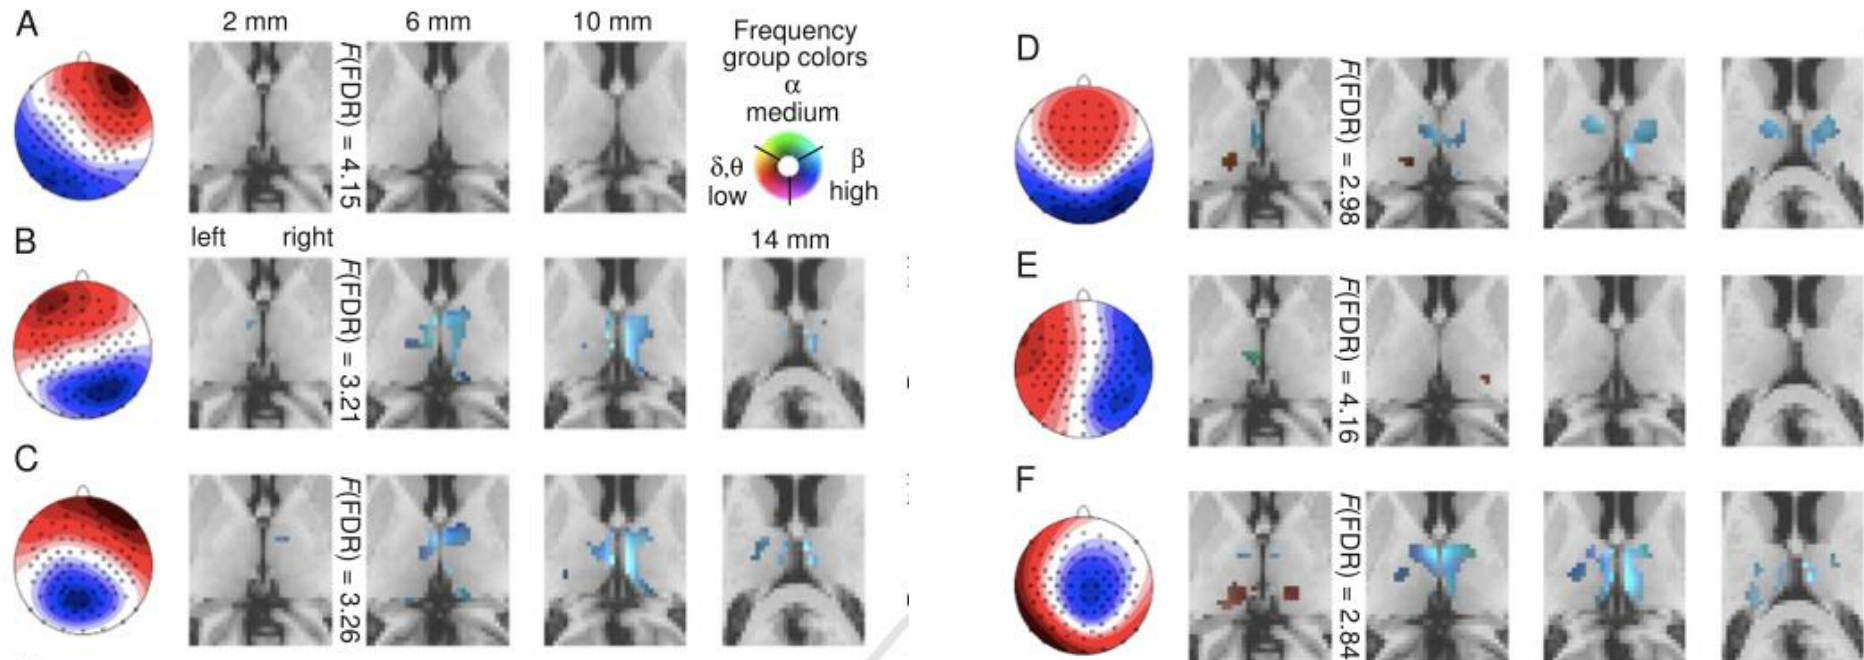 A
2 mm
6 mm
10 mm
F(FDR) = 4.15
Frequency
group colors
α
medium
δ,θ
low
β
high
B
left
right
14 mm
F(FDR) = 3.21
C
F(FDR) = 3.26
D
F(FDR) = 2.98
E
F(FDR) = 4.16
F
F(FDR) = 2.84